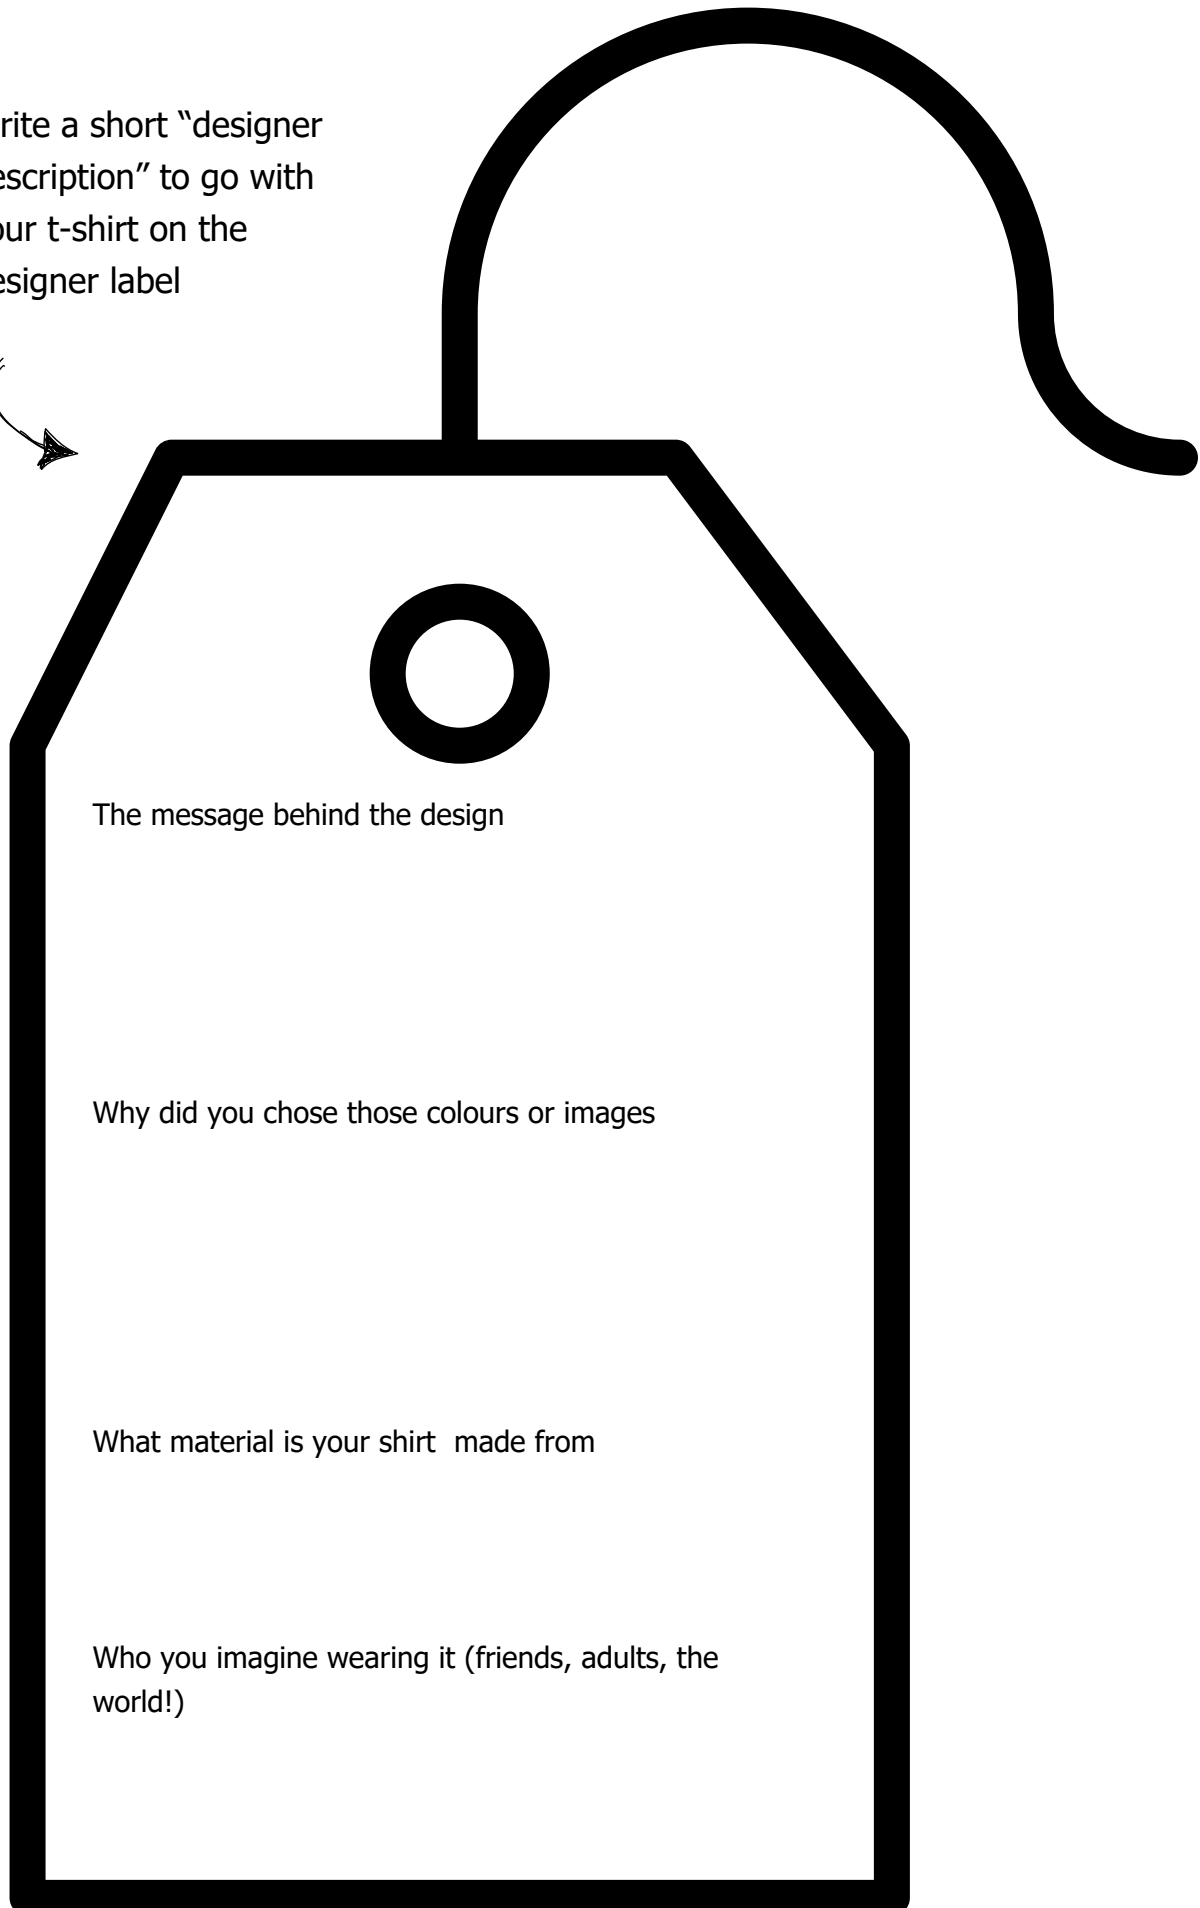 rite a short “designer
escription” to go with
our t-shirt on the
esigner label
The message behind the design
Why did you chose those colours or images
What material is your shirt  made from
Who you imagine wearing it (friends, adults, the
world!)